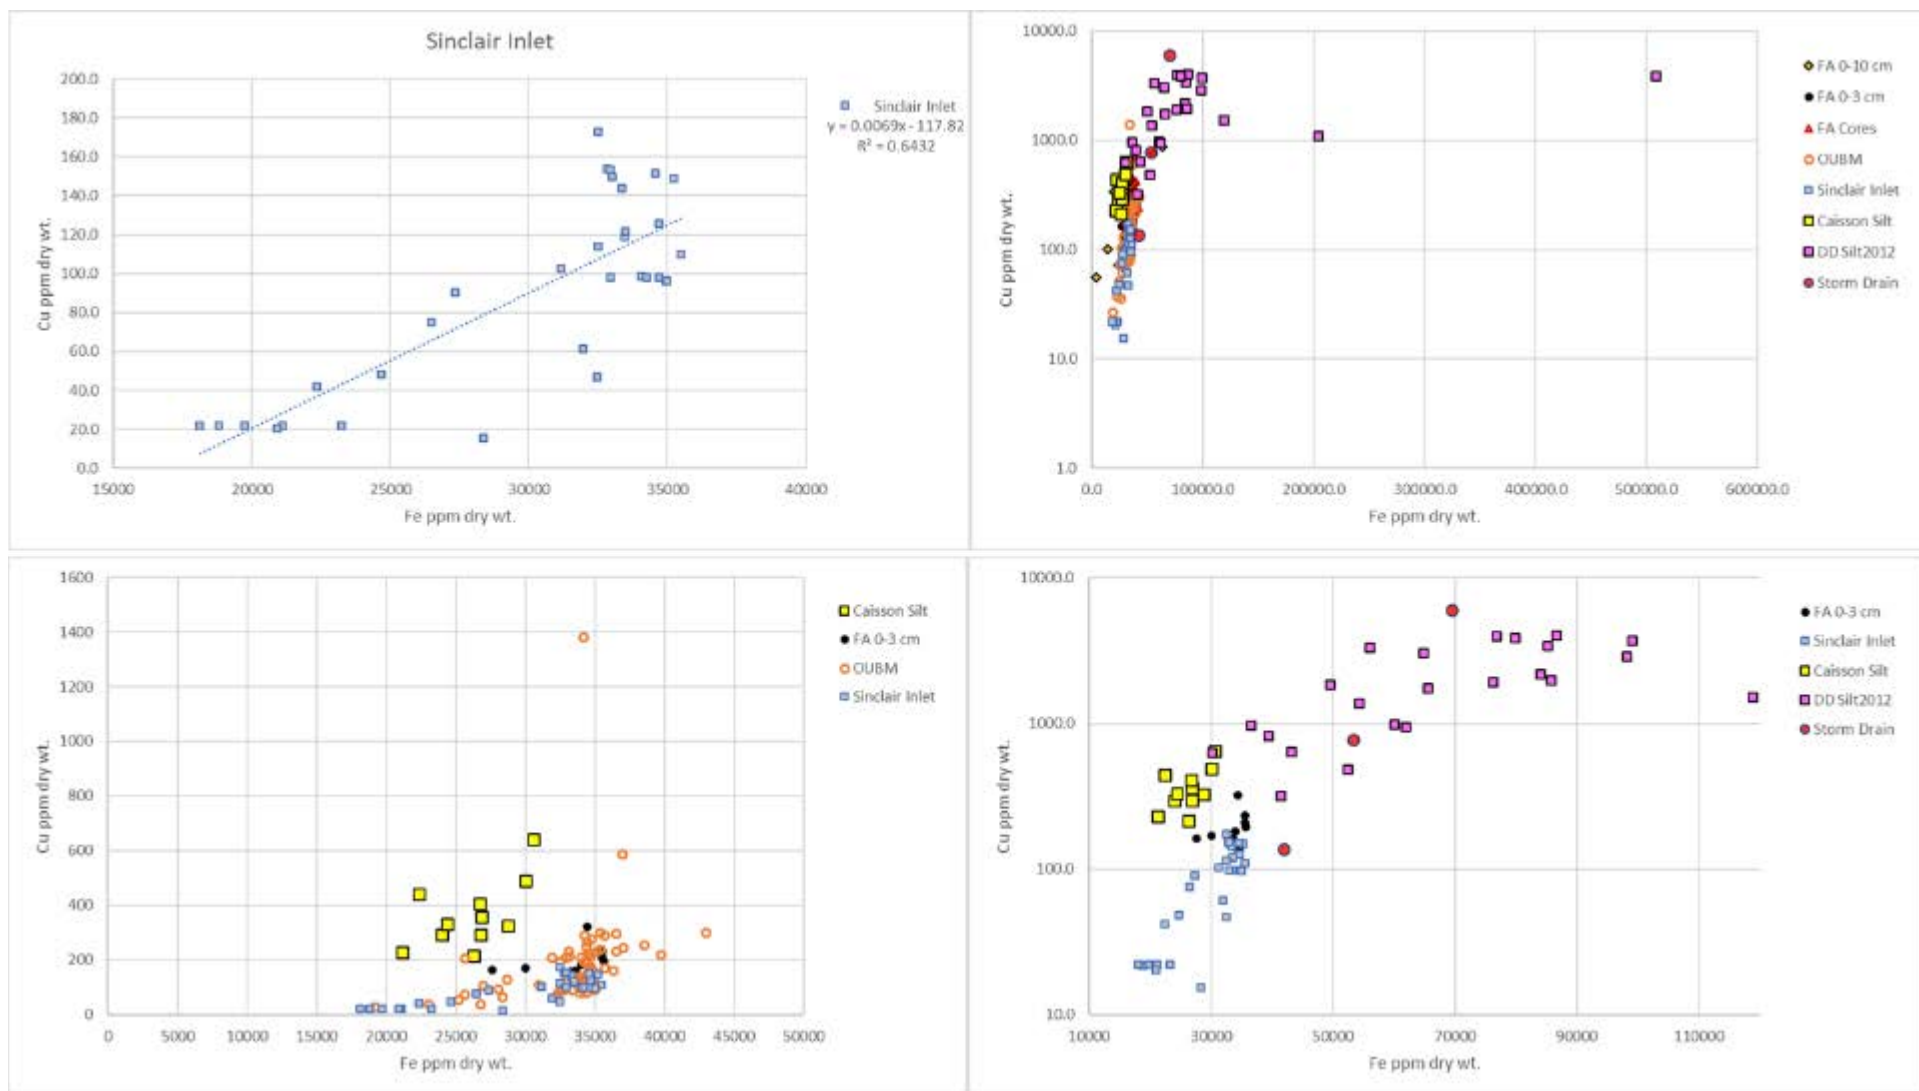 Sinclair Inlet
200.0
180.0
160.0
140.0
120.0
100.0
80.0
60.0
40.0
20.0
0.0
Cu ppm dry wt.
15000 20000 25000 30000 35000 40000
Fe ppm dry wt.
Sinclair Inlet
y = 0.0069x - 117.82
R² = 0.6432
10000.0
1000.0
100.0
10.0
1.0
Cu ppm dry wt.
0.0 100000.0 200000.0 300000.0 400000.0 500000.0 600000.0
Fe ppm dry wt.
FA 0-10 cm
FA 0-3 cm
FA Cores
OUBM
Sinclair Inlet
Caisson Silt
DD Silt2012
Storm Drain
1600
1400
1200
1000
800
600
400
200
0
Cu ppm dry wt.
0 5000 10000 15000 20000 25000 30000 35000 40000 45000 50000
Fe ppm dry wt.
Caisson Silt
FA 0-3 cm
OUBM
Sinclair Inlet
10000.0
1000.0
100.0
10.0
Cu ppm dry wt.
10000 30000 50000 70000 90000 110000
Fe ppm dry wt.
FA 0-3 cm
Sinclair Inlet
Caisson Silt
DD Silt2012
Storm Drain